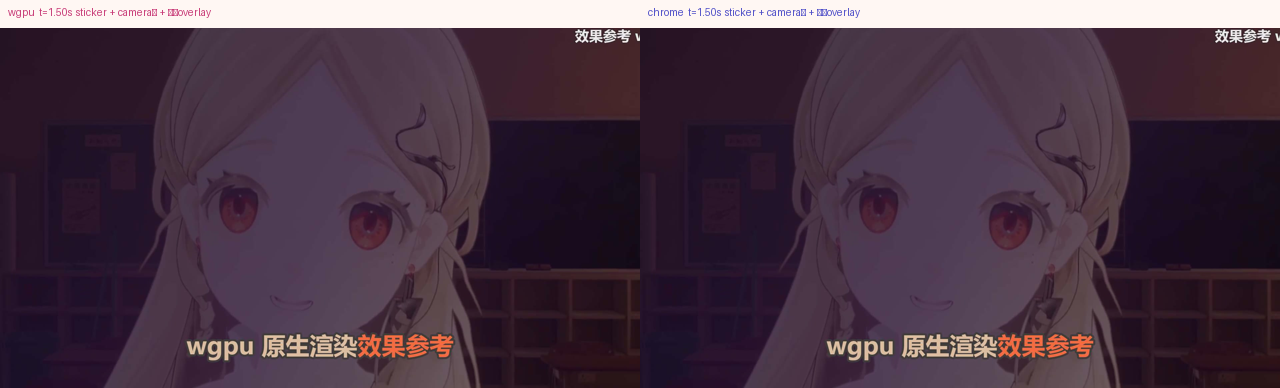 wgpu t=1.50s sticker + camera + overlay
chrome t=1.50s sticker + camera + overlay
效果参考 w
效果参考 w
wgpu 原生渲染效果参考
wgpu 原生渲染效果参考